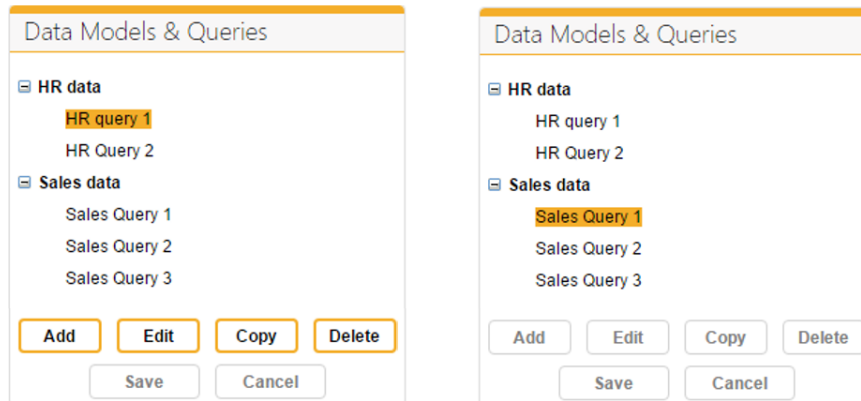 Data Models & Queries
HR data
HR query 1
HR Query 2
Sales data
Sales Query 1
Sales Query 2
Sales Query 3
Add Edit Copy Delete
Save Cancel
Data Models & Queries
HR data
HR query 1
HR Query 2
Sales data
Sales Query 1
Sales Query 2
Sales Query 3
Add Edit Copy Delete
Save Cancel